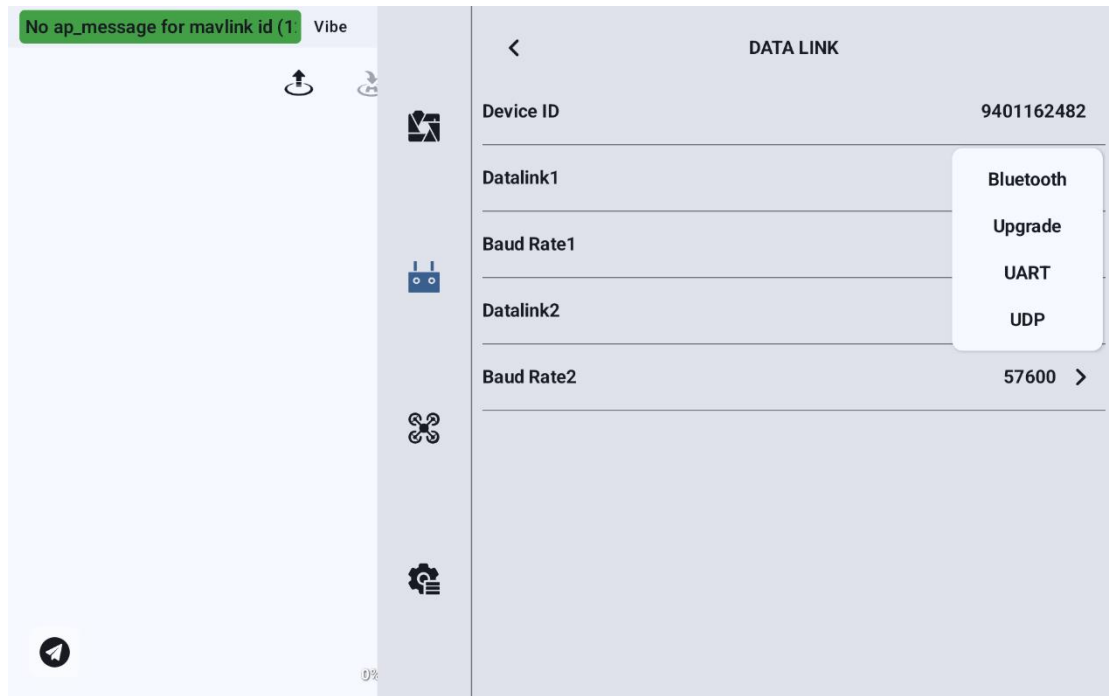 No ap_message for mavlink id (1
Vibe
DATA LINK
Device ID 9401162482
Datalink1
Bluetooth
Upgrade
Baud Rate1
UART
Datalink2
UDP
Baud Rate2 57600
0%